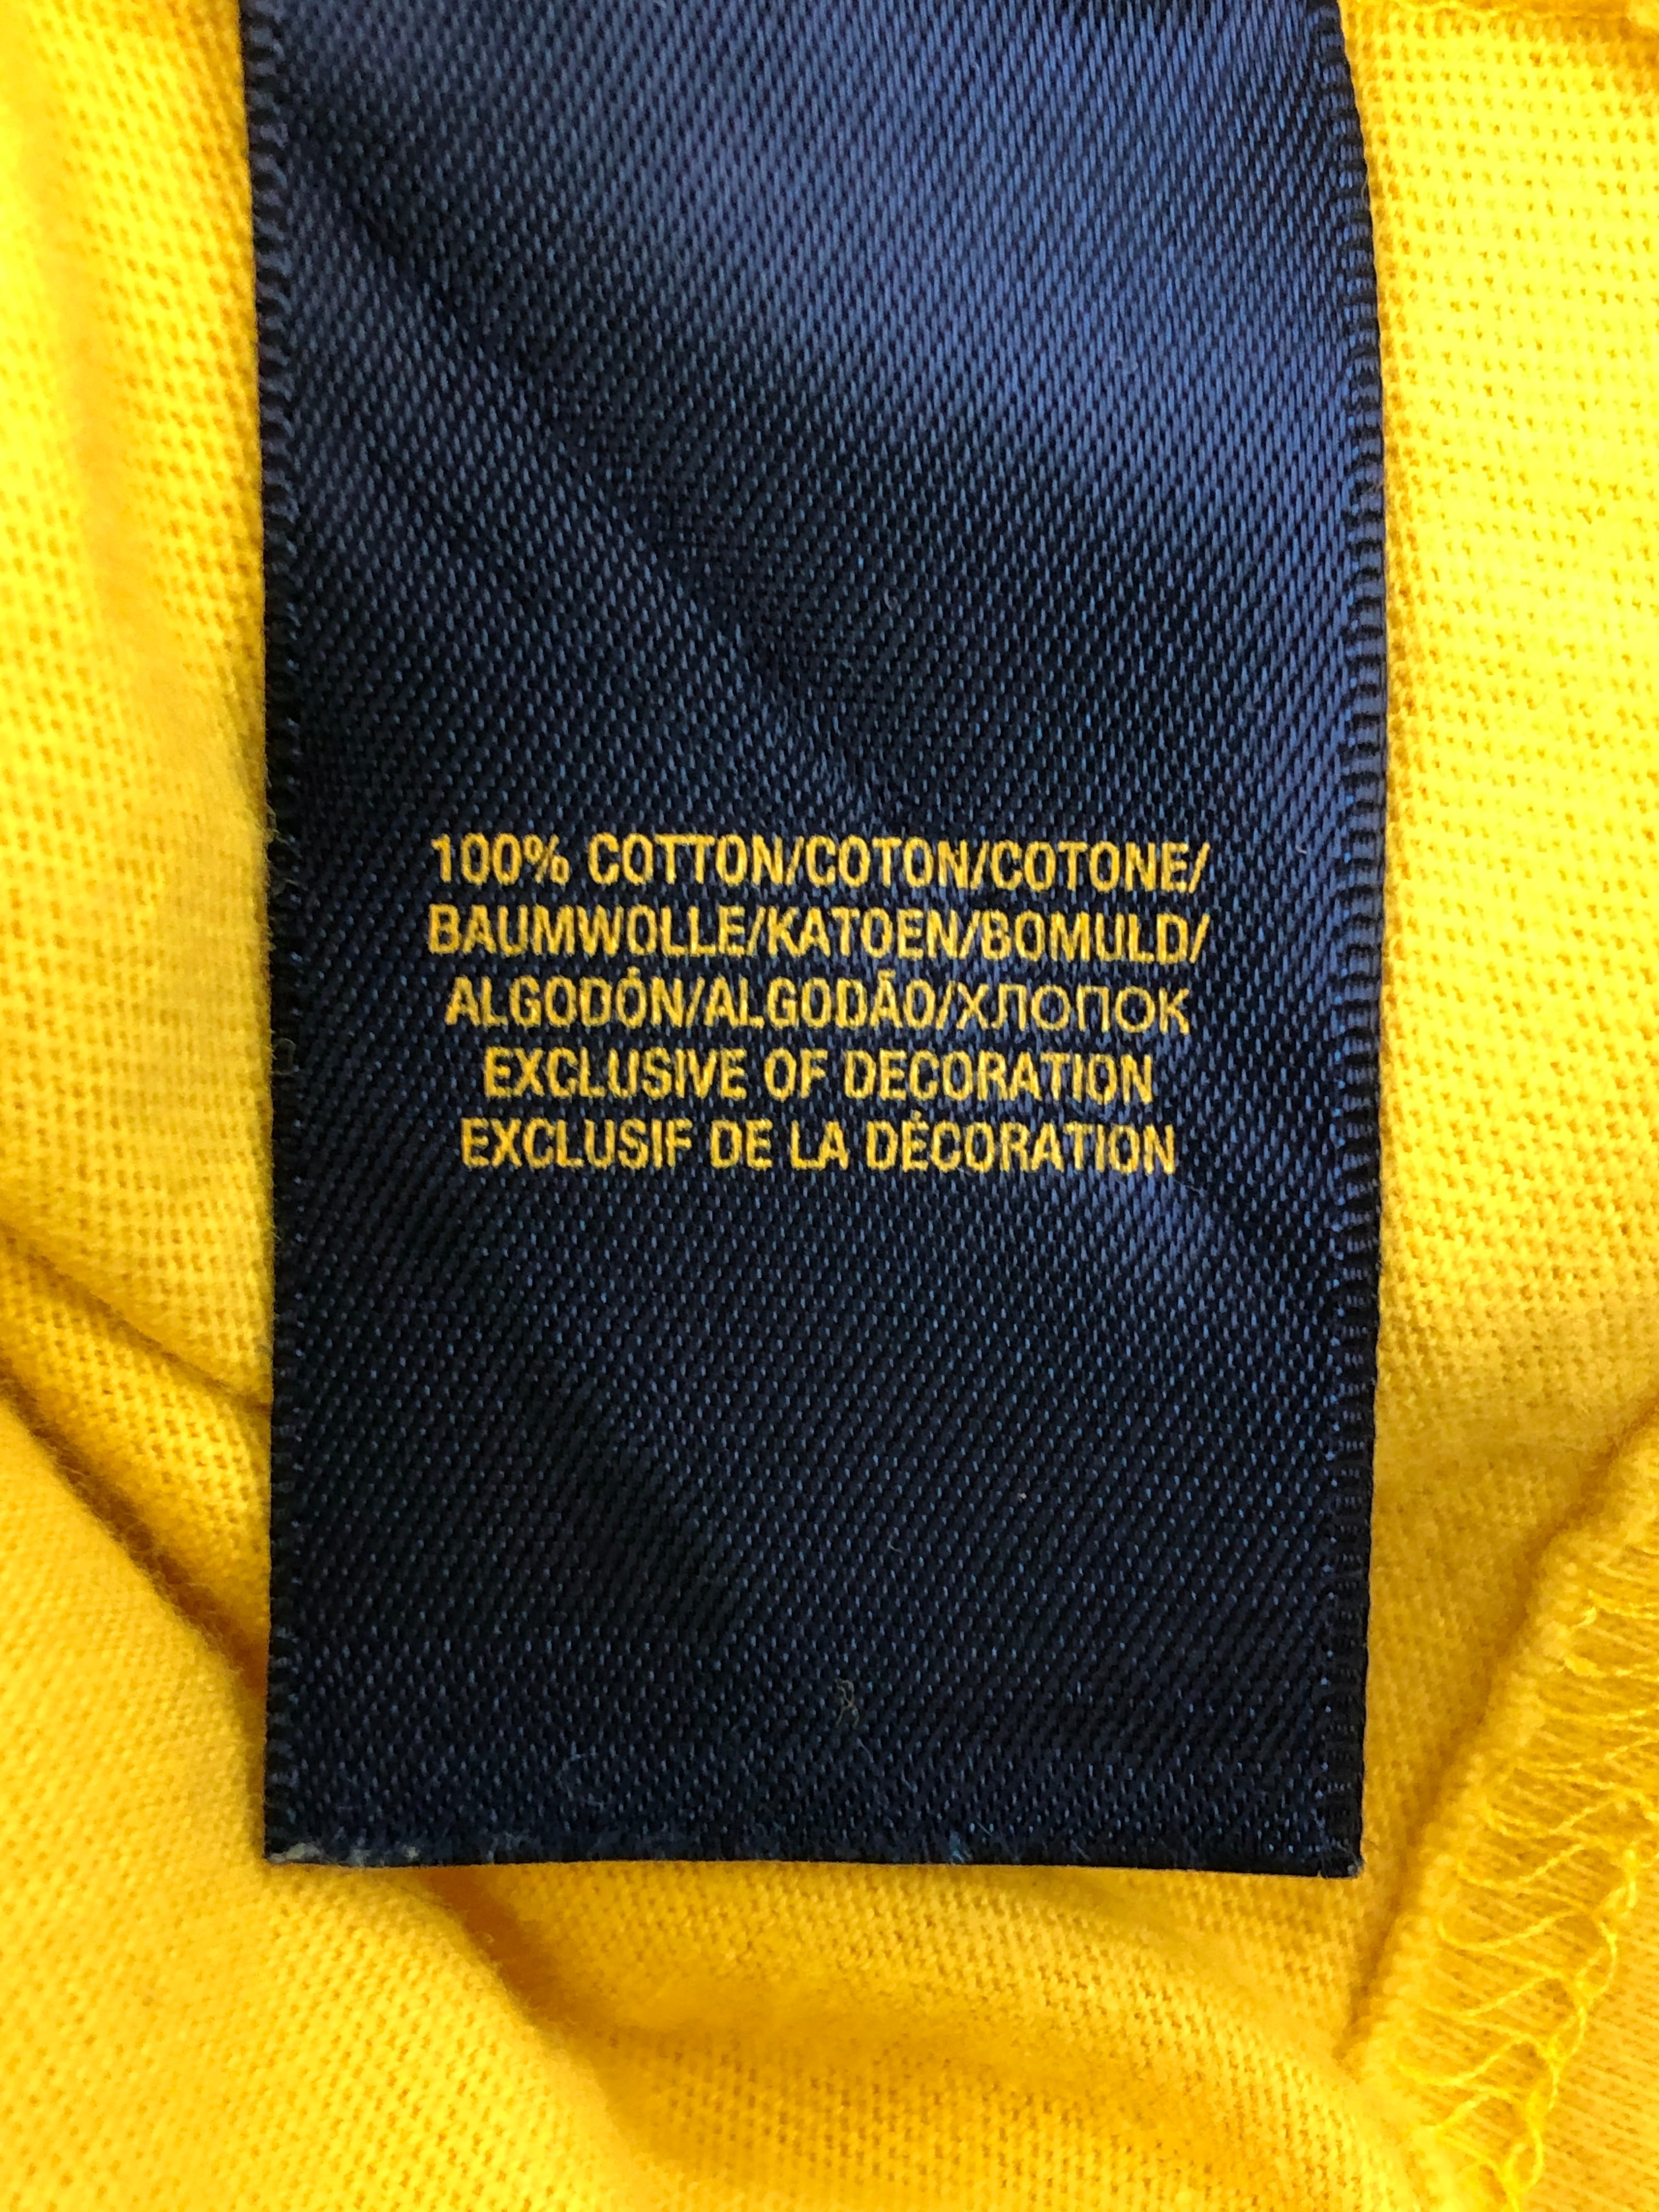 100% COTTON/COTON/COTONE/
BAUMWOLLE/KATOEN/BOMULD/
ALGODÓN/ALGODÃO/ХЛОПОК
EXCLUSIVE OF DECORATION
EXCLUSIF DE LA DÉCORATION